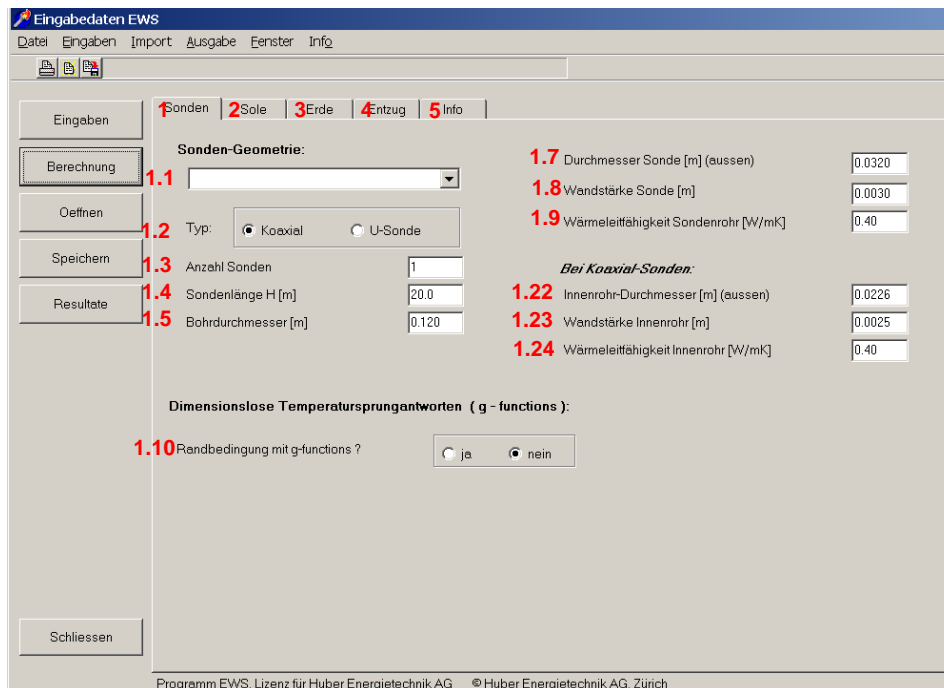 Eingabedaten EWS
Datei Eingaben Import Ausgabe Fenster Info
1 Sonden 2 Sole 3 Erde 4 Entzug 5 Info
Eingaben
Berechnung
Oeffnen
Speichern
Resultate
Schliessen
Sonden-Geometrie:
1.1
1.2 Typ: Koaxial U-Sonde
1.3 Anzahl Sonden 1
1.4 Sondenlänge H [m] 20.0
1.5 Bohrdurchmesser [m] 0.120
1.7 Durchmesser Sonde [m] (aussen) 0.0320
1.8 Wandstärke Sonde [m] 0.0030
1.9 Wärmeleitfähigkeit Sondenrohr [W/mK] 0.40
Bei Koaxial-Sonden:
1.22 Innenrohr-Durchmesser [m] (aussen) 0.0226
1.23 Wandstärke Innenrohr [m] 0.0025
1.24 Wärmeleitfähigkeit Innenrohr [W/mK] 0.40
Dimensionslose Temperatursprungantworten ( g - functions ):
1.10 Randbedingung mit g-functions ? ja nein
Programm EWS. Lizenz für Huber Energietechnik AG © Huber Energietechnik AG, Zürich